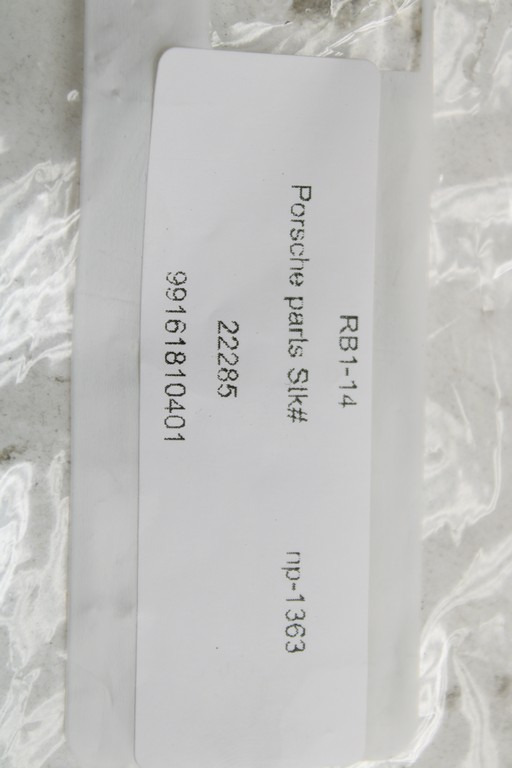 RB1-14
Porsche parts Stk# np-1363
22285
99161810401